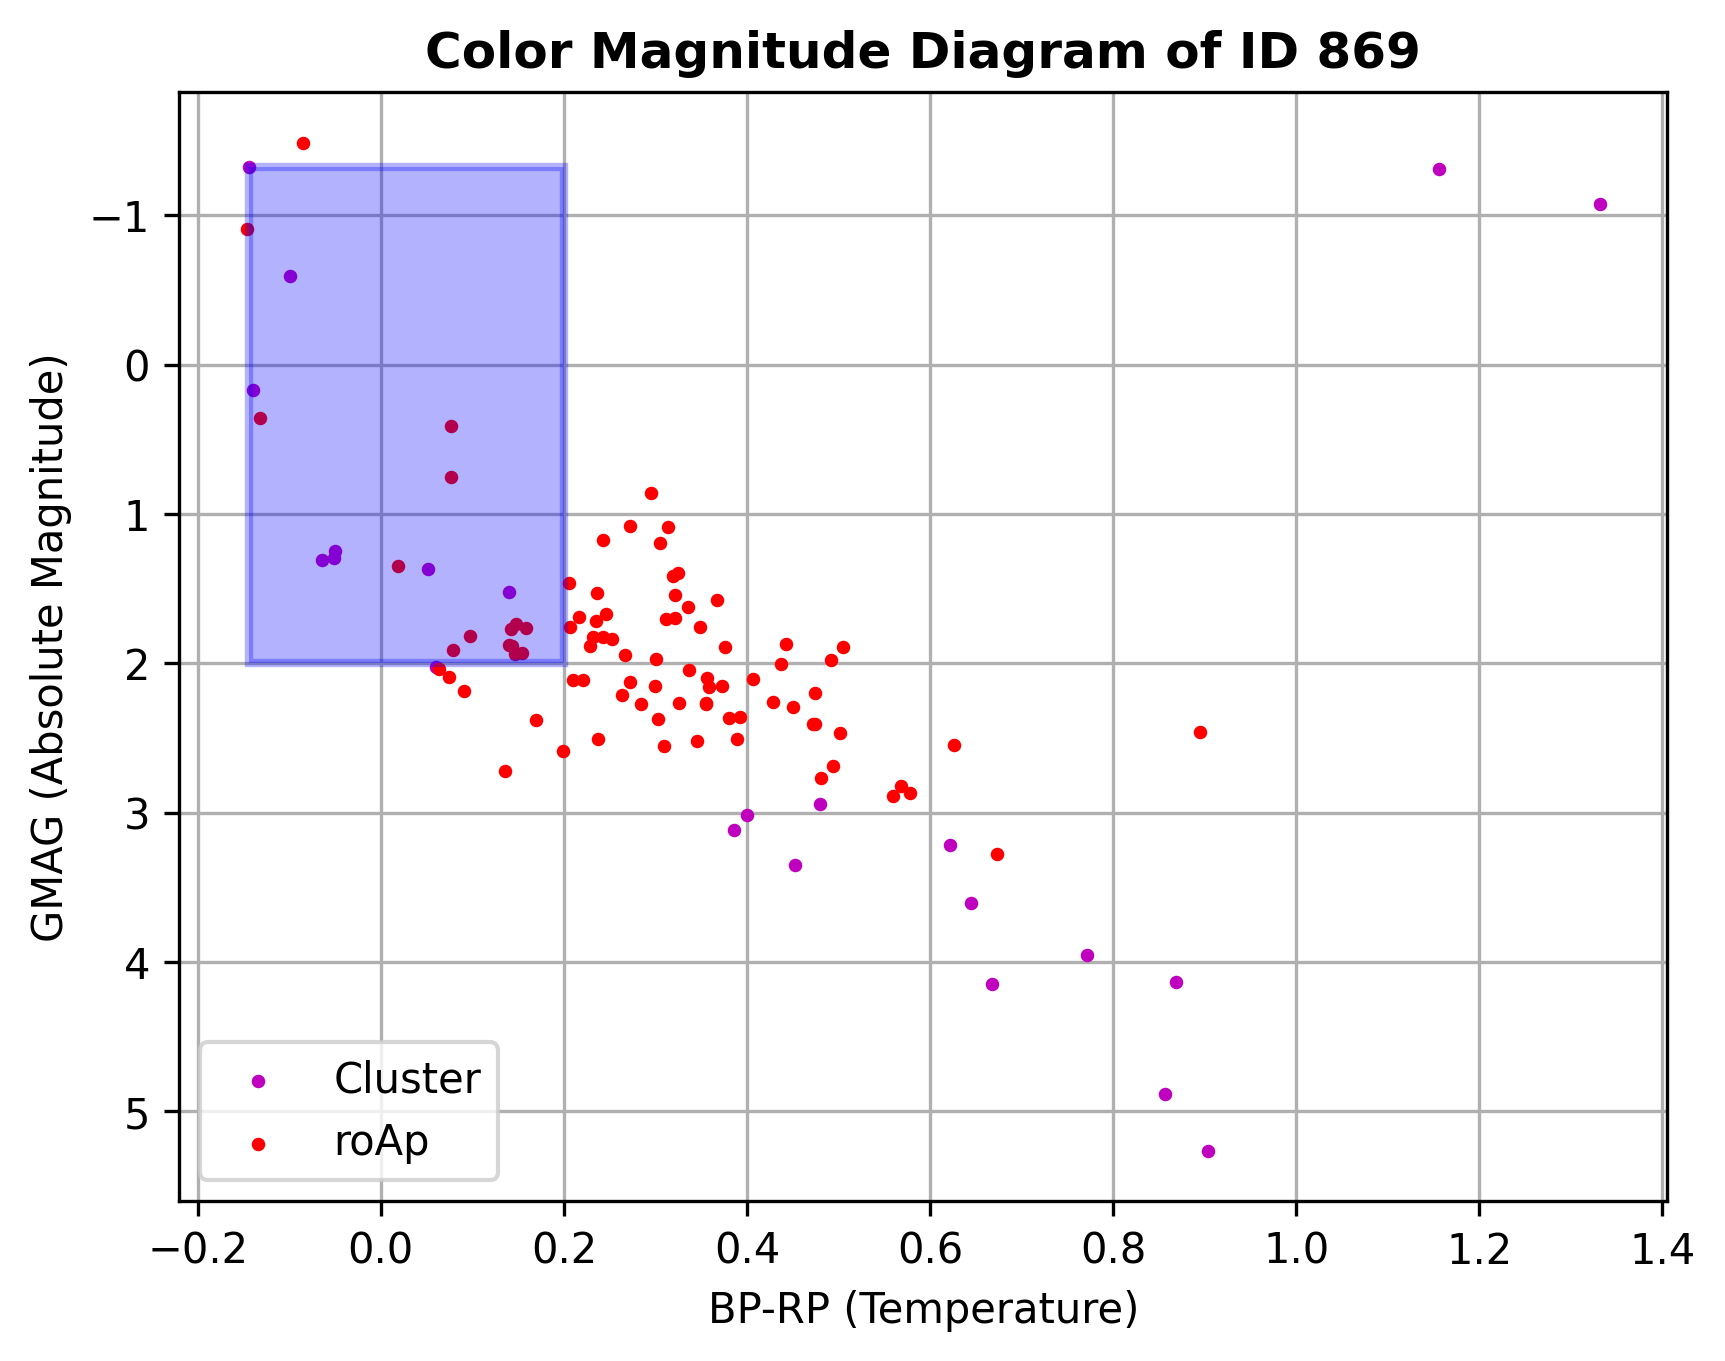 Color Magnitude Diagram of ID 869
GMAG (Absolute Magnitude)
−1
0
1
2
3
4
5
Cluster
roAp
−0.2 0.0 0.2 0.4 0.6 0.8 1.0 1.2 1.4
BP-RP (Temperature)